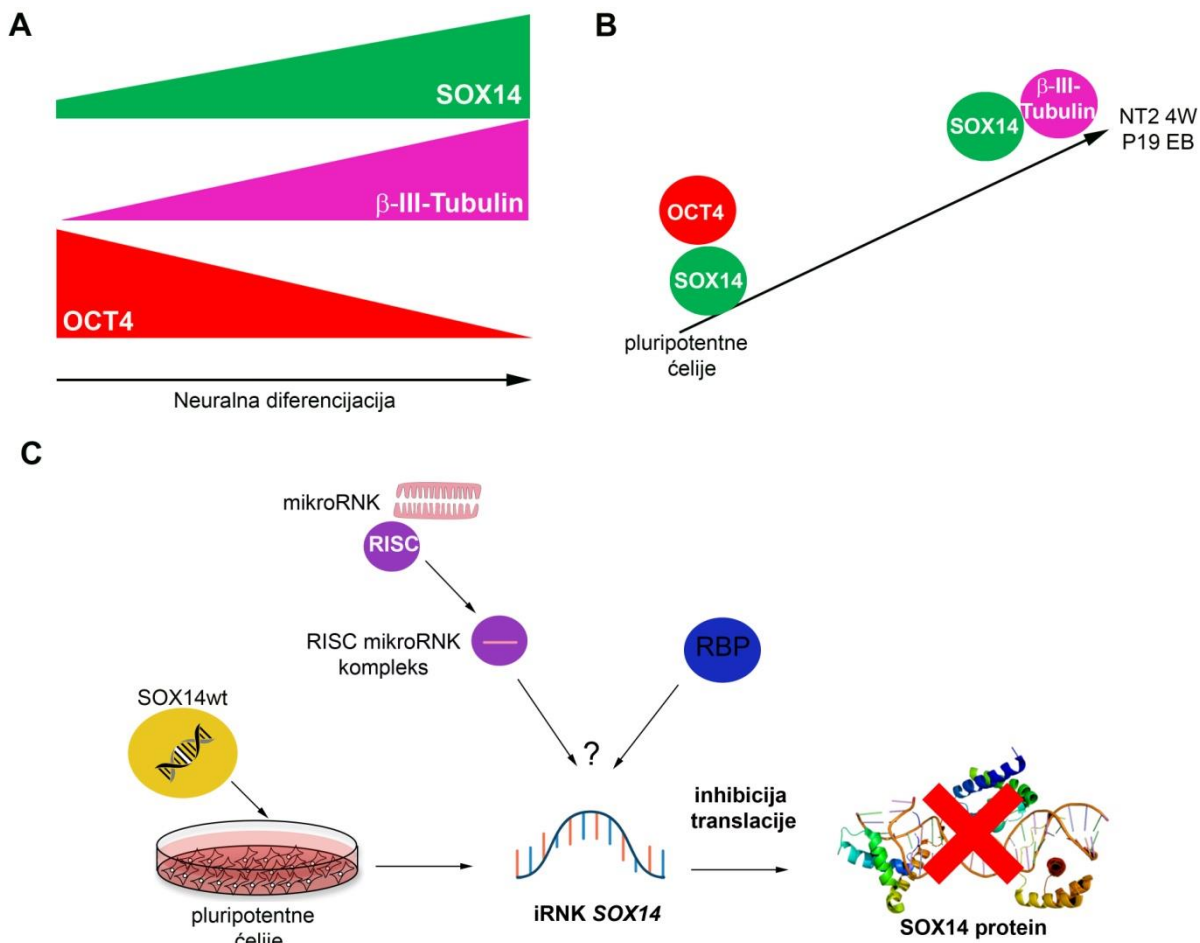 A
SOX14
β-III-Tubulin
OCT4
Neuralna diferencijacija
B
β-III-
Tubulin
SOX14
NT2 4W
P19 EB
OCT4
SOX14
pluripotentne
ćelije
C
mikroRNK
RISC
RISC mikroRNK
kompleks
RBP
SOX14wt
?
inhibicija
translacije
pluripotentne
ćelije
iRNK SOX14
SOX14 protein